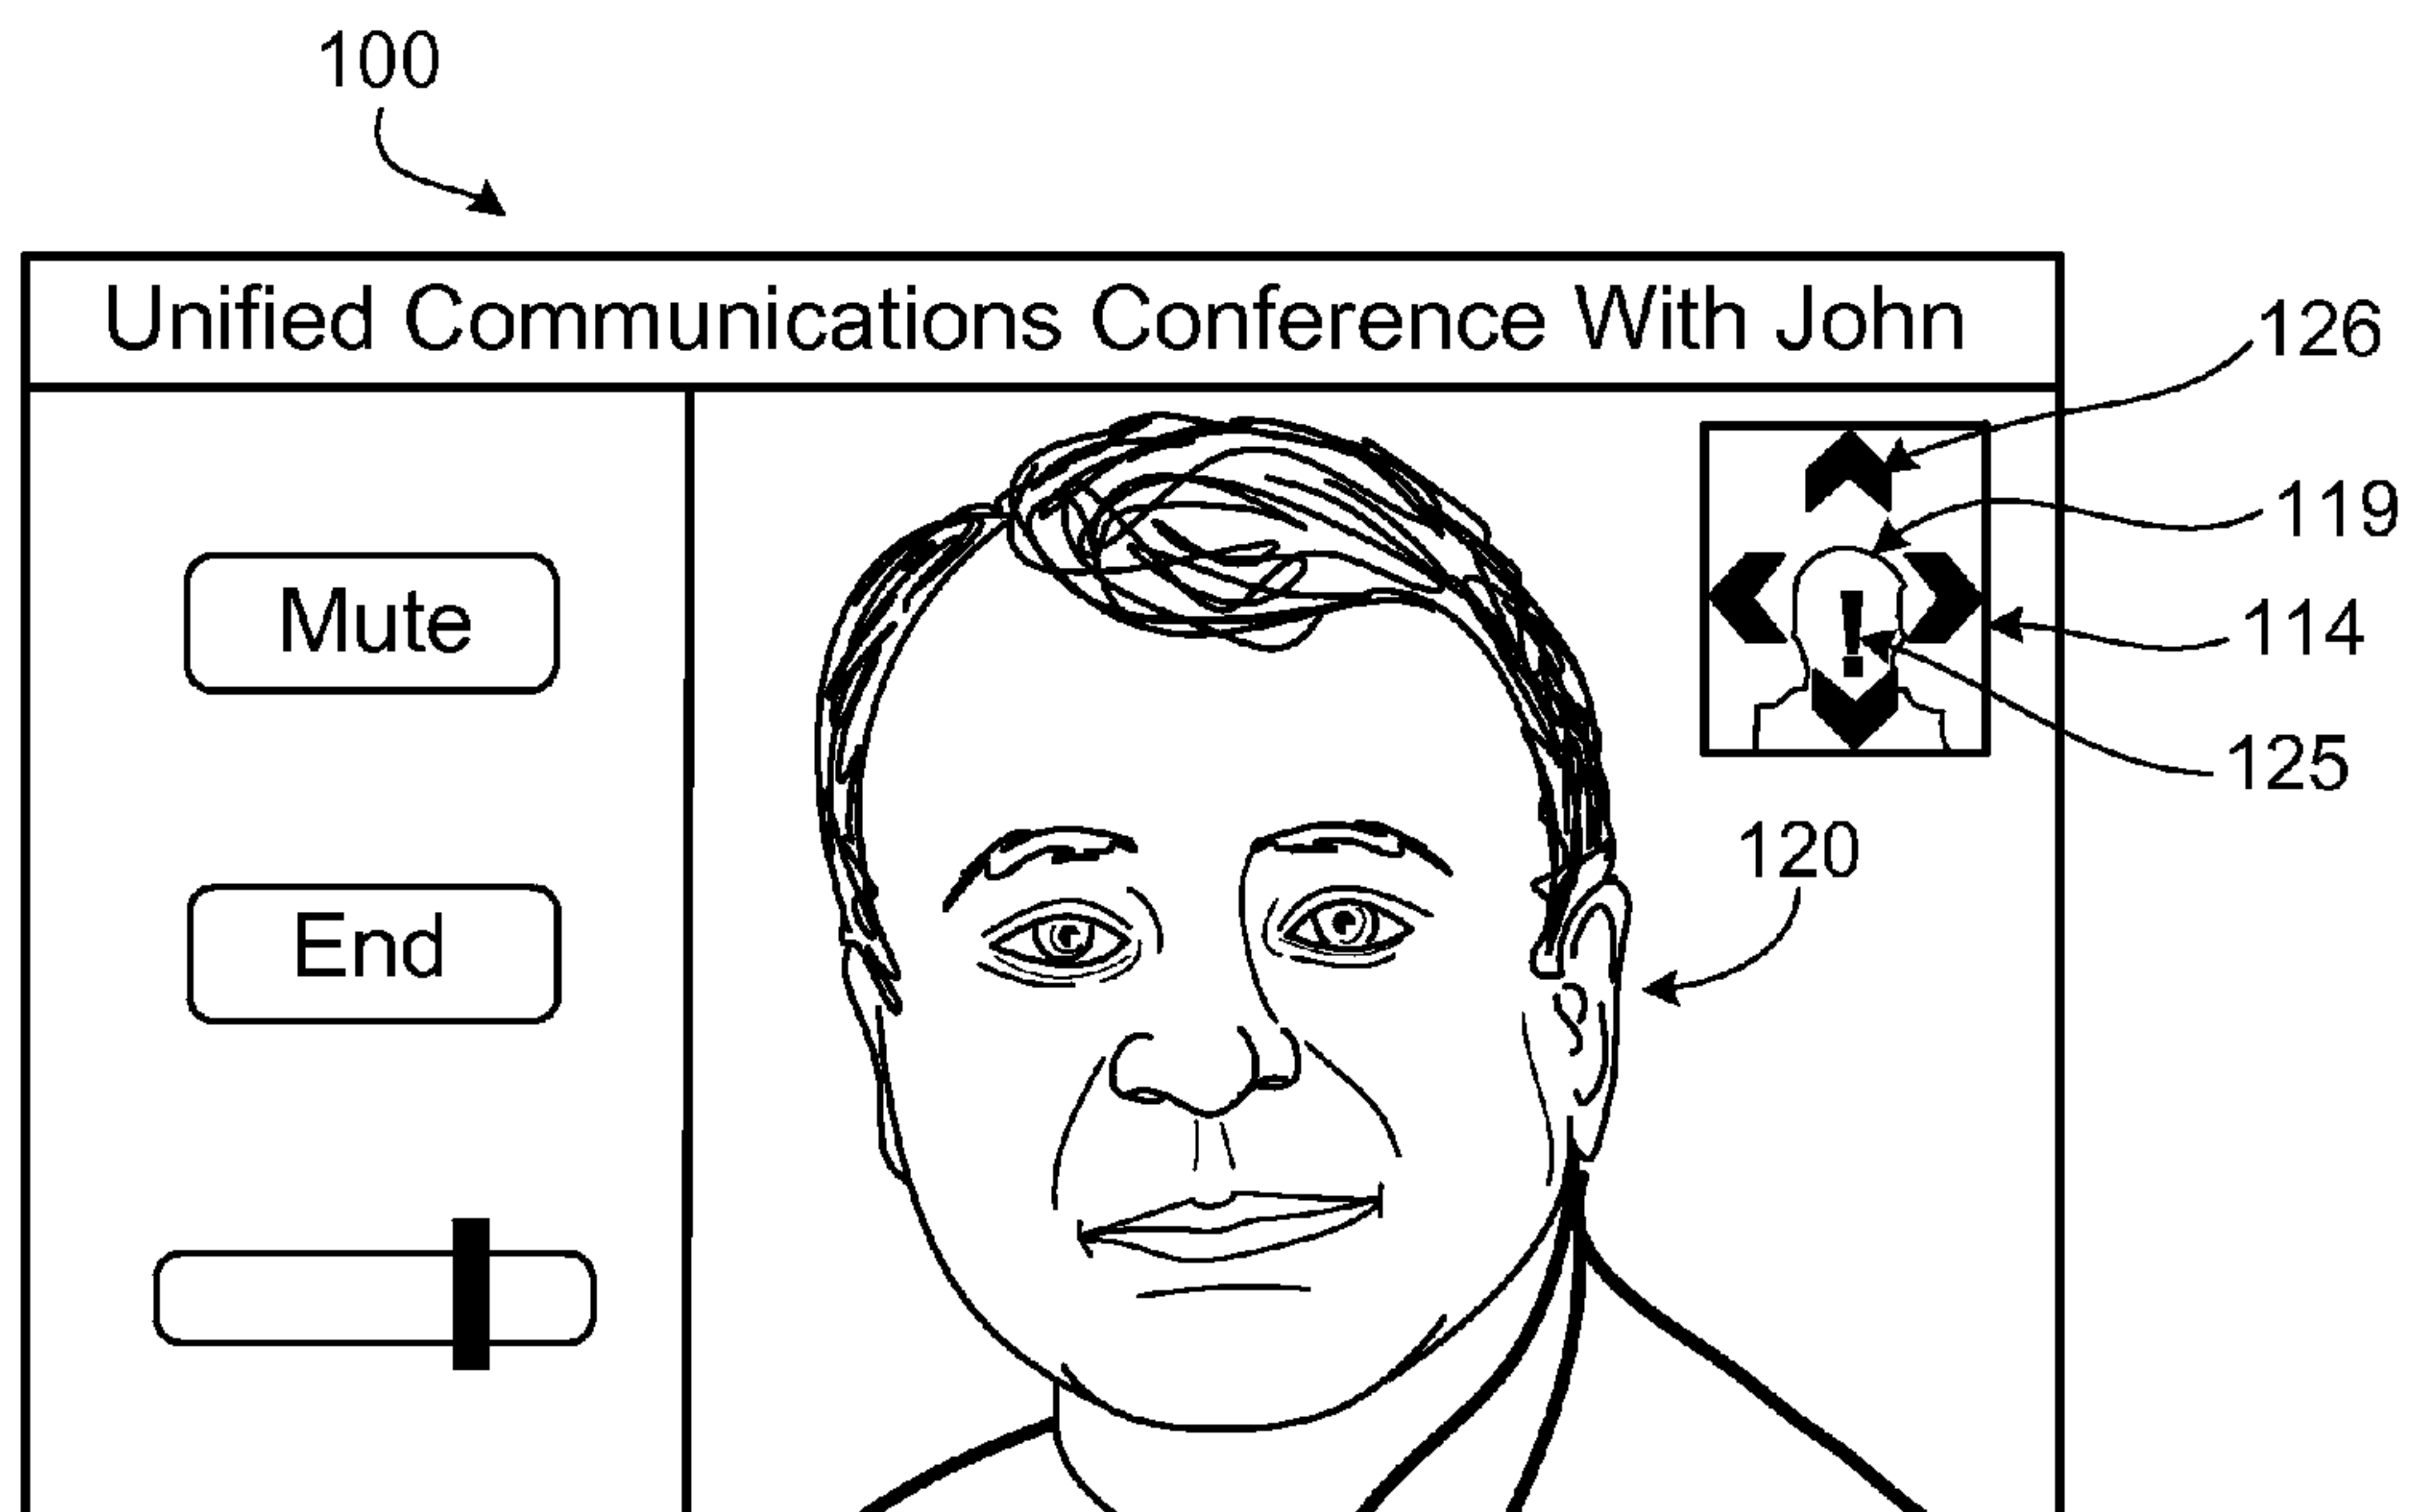 100
Unified Communications Conference With John
126
119
Mute
!
114
125
120
End